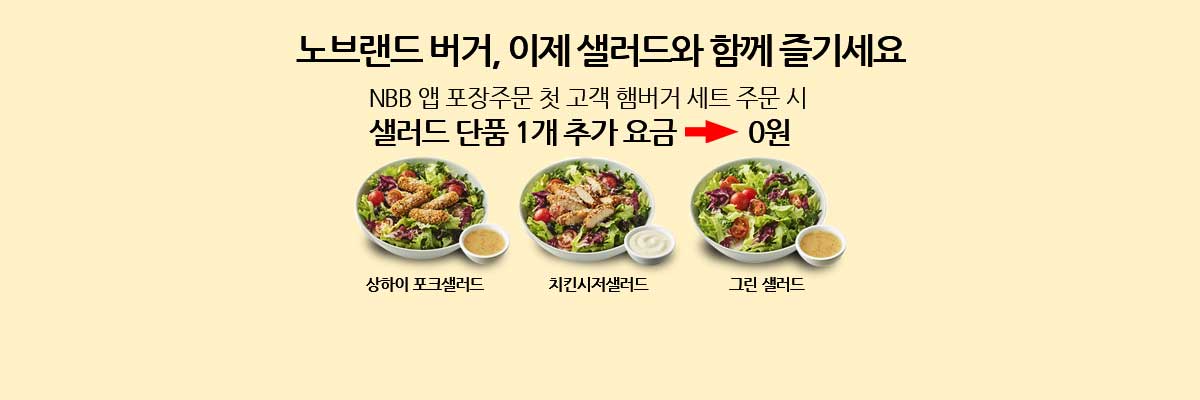 노브랜드 버거, 이제 샐러드와 함께 즐기세요
NBB 앱 포장주문 첫 고객 햄버거 세트 주문 시
샐러드 단품 1개 추가 요금 → 0원
상하이 포크샐러드
치킨시저샐러드
그린 샐러드